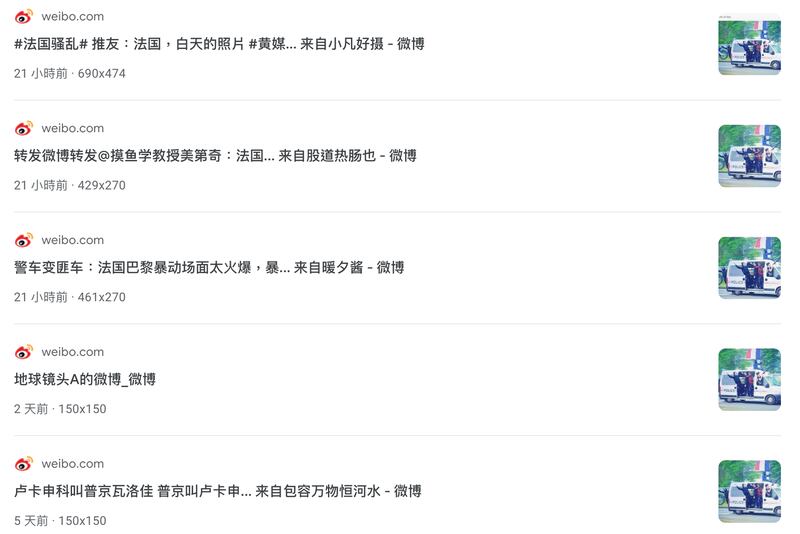 weibo.com
#法国骚乱# 推友：法国，白天的照片 #黄媒... 来自小凡好摄 - 微博
21 小時前 · 690x474
weibo.com
转发微博转发@摸鱼学教授美第奇：法国... 来自股道热肠也 - 微博
21 小時前 · 429x270
weibo.com
警车变匪车：法国巴黎暴动场面太火爆，暴... 来自暖夕酱 - 微博
21 小時前 · 461x270
weibo.com
地球镜头A的微博_微博
2 天前 · 150x150
weibo.com
卢卡申科叫普京瓦洛佳 普京叫卢卡申... 来自包容万物恒河水 - 微博
5 天前 · 150x150